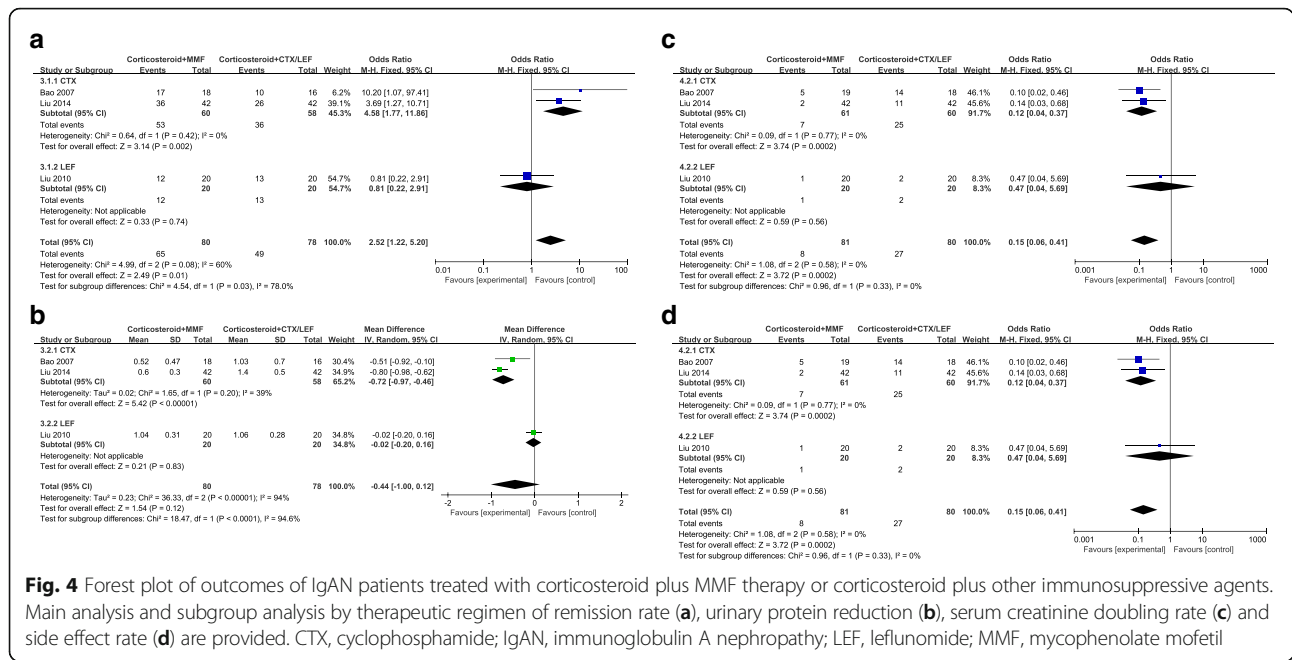 a
Corticosteroid+MMF Corticosteroid+CTX/LEF Odds Ratio Odds Ratio
Study or Subgroup Events Total Events Total Weight M-H. Fixed. 95% CI M-H. Fixed. 95% CI
3.1.1 CTX
Bao 2007 17 18 10 16 6.2% 10.20 [1.07, 97.41]
Liu 2014 36 42 26 42 39.1% 3.69 [1.27, 10.71]
Subtotal (95% CI) 60 58 45.3% 4.58 [1.77, 11.86]
Total events 53 36
Heterogeneity: Chi² = 0.64, df = 1 (P = 0.42); I² = 0%
Test for overall effect: Z = 3.14 (P = 0.002)
3.1.2 LEF
Liu 2010 12 20 13 20 54.7% 0.81 [0.22, 2.91]
Subtotal (95% CI) 20 20 54.7% 0.81 [0.22, 2.91]
Total events 12 13
Heterogeneity: Not applicable
Test for overall effect: Z = 0.33 (P = 0.74)
Total (95% CI) 80 78 100.0% 2.52 [1.22, 5.20]
Total events 65 49
Heterogeneity: Chi² = 4.99, df = 2 (P = 0.08); I² = 60%
Test for overall effect: Z = 2.49 (P = 0.01)
Test for subgroup differences: Chi² = 4.54, df = 1 (P = 0.03), I² = 78.0%
0.01 0.1 1 10 100
Favours [experimental] Favours [control]
b
Corticosteroid+MMF Corticosteroid+CTX/LEF Mean Difference Mean Difference
Study or Subgroup Mean SD Total Mean SD Total Weight IV, Random, 95% CI IV. Random. 95% CI
3.2.1 CTX
Bao 2007 0.52 0.47 18 1.03 0.7 16 30.4% -0.51 [-0.92, -0.10]
Liu 2014 0.6 0.3 42 1.4 0.5 42 34.9% -0.80 [-0.98, -0.62]
Subtotal (95% CI) 60 58 65.2% -0.72 [-0.97, -0.46]
Heterogeneity: Tau² = 0.02; Chi² = 1.65, df = 1 (P = 0.20); I² = 39%
Test for overall effect: Z = 5.42 (P < 0.00001)
3.2.2 LEF
Liu 2010 1.04 0.31 20 1.06 0.28 20 34.8% -0.02 [-0.20, 0.16]
Subtotal (95% CI) 20 20 34.8% -0.02 [-0.20, 0.16]
Heterogeneity: Not applicable
Test for overall effect: Z = 0.21 (P = 0.83)
Total (95% CI) 80 78 100.0% -0.44 [-1.00, 0.12]
Heterogeneity: Tau² = 0.23; Chi² = 36.33, df = 2 (P < 0.00001); I² = 94%
Test for overall effect: Z = 1.54 (P = 0.12)
Test for subgroup differences: Chi² = 18.47, df = 1 (P < 0.0001), I² = 94.6%
-2 -1 0 1 2
Favours [experimental] Favours [control]
c
Corticosteroid+MMF Corticosteroid+CTX/LEF Odds Ratio Odds Ratio
Study or Subgroup Events Total Events Total Weight M-H. Fixed, 95% CI M-H. Fixed, 95% CI
4.2.1 CTX
Bao 2007 5 19 14 18 46.1% 0.10 [0.02, 0.46]
Liu 2014 2 42 11 42 45.6% 0.14 [0.03, 0.68]
Subtotal (95% CI) 61 60 91.7% 0.12 [0.04, 0.37]
Total events 7 25
Heterogeneity: Chi² = 0.09, df = 1 (P = 0.77); I² = 0%
Test for overall effect: Z = 3.74 (P = 0.0002)
4.2.2 LEF
Liu 2010 1 20 2 20 8.3% 0.47 [0.04, 5.69]
Subtotal (95% CI) 20 20 8.3% 0.47 [0.04, 5.69]
Total events 1 2
Heterogeneity: Not applicable
Test for overall effect: Z = 0.59 (P = 0.56)
Total (95% CI) 81 80 100.0% 0.15 [0.06, 0.41]
Total events 8 27
Heterogeneity: Chi² = 1.08, df = 2 (P = 0.58); I² = 0%
Test for overall effect: Z = 3.72 (P = 0.0002)
Test for subgroup differences: Chi² = 0.96, df = 1 (P = 0.33), I² = 0%
0.001 0.1 1 10 1000
Favours [experimental] Favours [control]
d
Corticosteroid+MMF Corticosteroid+CTX/LEF Odds Ratio Odds Ratio
Study or Subgroup Events Total Events Total Weight M-H. Fixed, 95% CI M-H. Fixed, 95% CI
4.2.1 CTX
Bao 2007 5 19 14 18 46.1% 0.10 [0.02, 0.46]
Liu 2014 2 42 11 42 45.6% 0.14 [0.03, 0.68]
Subtotal (95% CI) 61 60 91.7% 0.12 [0.04, 0.37]
Total events 7 25
Heterogeneity: Chi² = 0.09, df = 1 (P = 0.77); I² = 0%
Test for overall effect: Z = 3.74 (P = 0.0002)
4.2.2 LEF
Liu 2010 1 20 2 20 8.3% 0.47 [0.04, 5.69]
Subtotal (95% CI) 20 20 8.3% 0.47 [0.04, 5.69]
Total events 1 2
Heterogeneity: Not applicable
Test for overall effect: Z = 0.59 (P = 0.56)
Total (95% CI) 81 80 100.0% 0.15 [0.06, 0.41]
Total events 8 27
Heterogeneity: Chi² = 1.08, df = 2 (P = 0.58); I² = 0%
Test for overall effect: Z = 3.72 (P = 0.0002)
Test for subgroup differences: Chi² = 0.96, df = 1 (P = 0.33), I² = 0%
0.001 0.1 1 10 1000
Favours [experimental] Favours [control]
Fig. 4 Forest plot of outcomes of IgAN patients treated with corticosteroid plus MMF therapy or corticosteroid plus other immunosuppressive agents.
Main analysis and subgroup analysis by therapeutic regimen of remission rate (a), urinary protein reduction (b), serum creatinine doubling rate (c) and
side effect rate (d) are provided. CTX, cyclophosphamide; IgAN, immunoglobulin A nephropathy; LEF, leflunomide; MMF, mycophenolate mofetil